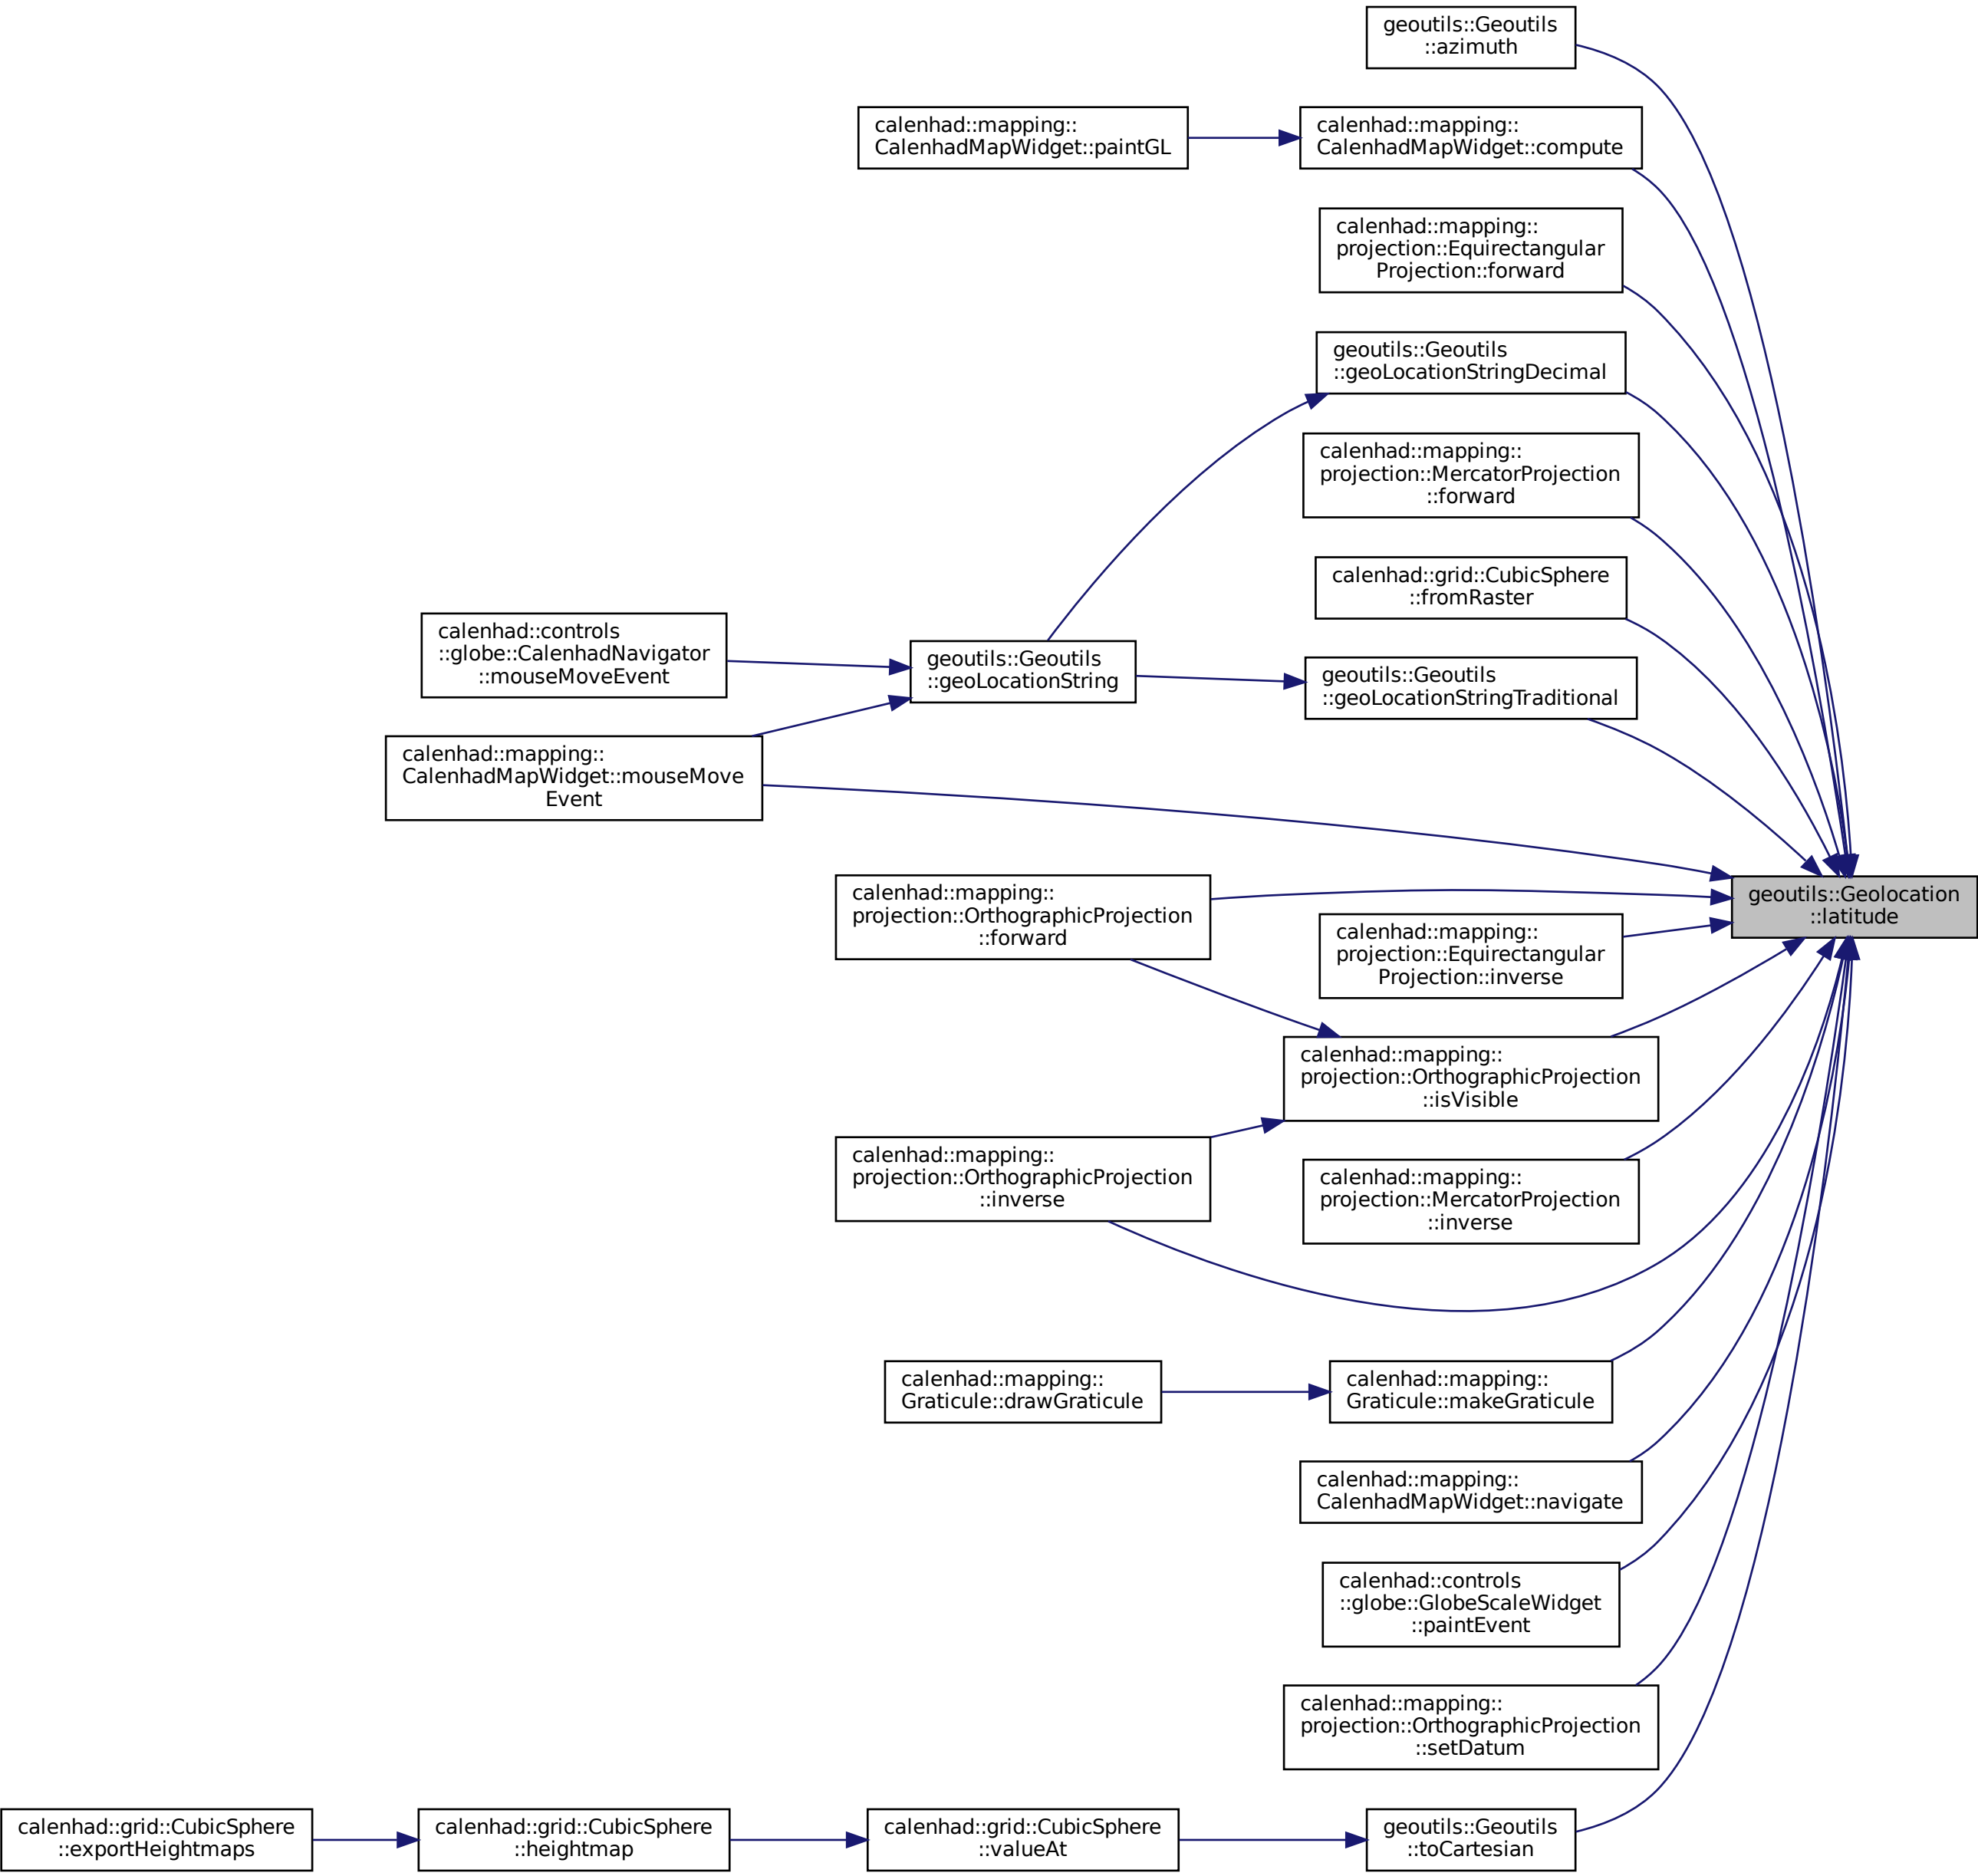 geoutils::Geoutils
::azimuth
calenhad::mapping::
CalenhadMapWidget::paintGL
calenhad::mapping::
CalenhadMapWidget::compute
calenhad::mapping::
projection::Equirectangular
Projection::forward
geoutils::Geoutils
::geoLocationStringDecimal
calenhad::mapping::
projection::MercatorProjection
::forward
calenhad::grid::CubicSphere
::fromRaster
calenhad::controls
::globe::CalenhadNavigator
::mouseMoveEvent
geoutils::Geoutils
::geoLocationString
geoutils::Geoutils
::geoLocationStringTraditional
calenhad::mapping::
CalenhadMapWidget::mouseMove
Event
calenhad::mapping::
projection::OrthographicProjection
::forward
geoutils::Geolocation
::latitude
calenhad::mapping::
projection::Equirectangular
Projection::inverse
calenhad::mapping::
projection::OrthographicProjection
::isVisible
calenhad::mapping::
projection::OrthographicProjection
::inverse
calenhad::mapping::
projection::MercatorProjection
::inverse
calenhad::mapping::
Graticule::drawGraticule
calenhad::mapping::
Graticule::makeGraticule
calenhad::mapping::
CalenhadMapWidget::navigate
calenhad::controls
::globe::GlobeScaleWidget
::paintEvent
calenhad::mapping::
projection::OrthographicProjection
::setDatum
calenhad::grid::CubicSphere
::exportHeightmaps
calenhad::grid::CubicSphere
::heightmap
calenhad::grid::CubicSphere
::valueAt
geoutils::Geoutils
::toCartesian